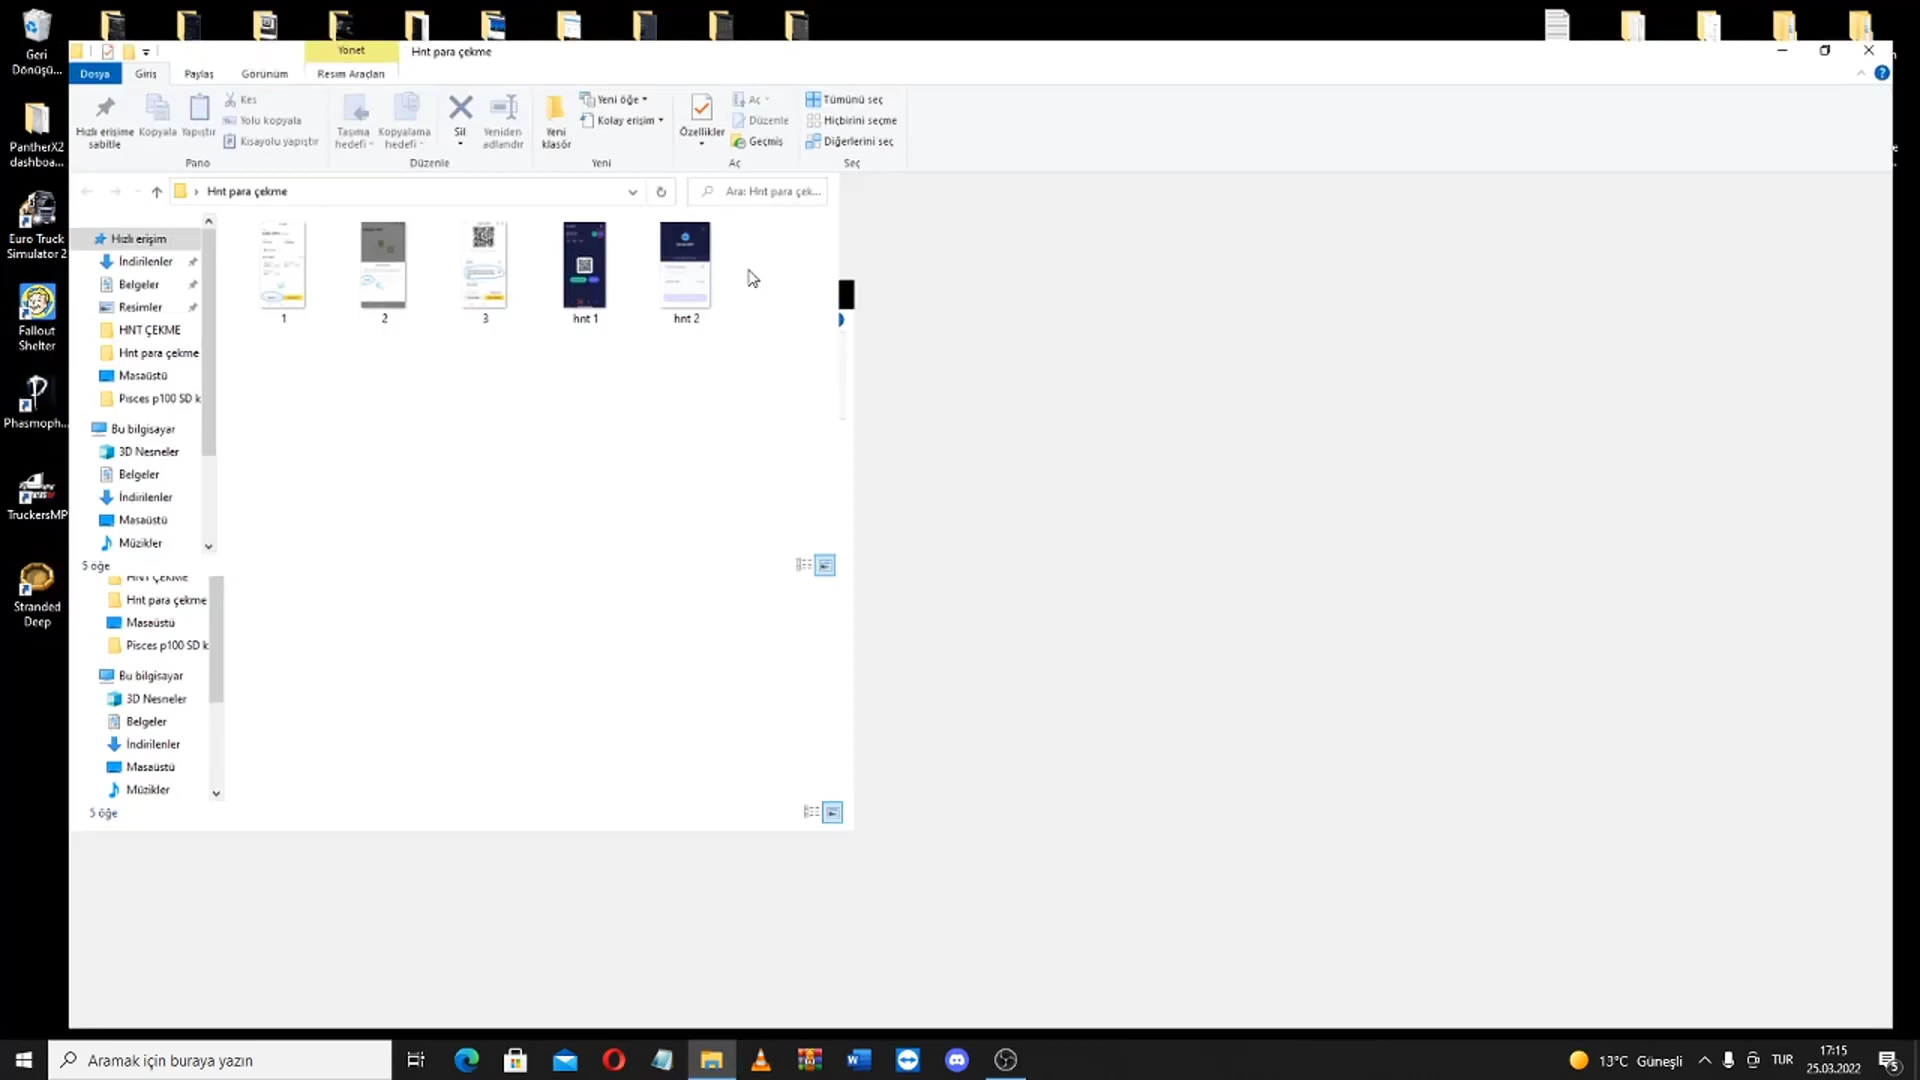 Geri
Dönüşü...
PantherX2
dashboa...
Euro Truck
Simulator 2
Fallout
Shelter
Phasmoph...
TruckersMP
Stranded
Deep
Yönet
Hnt para çekme
Dosya
Giriş
Paylaş
Görünüm
Resim Araçları
Hızlı erişime
sabitle
Kopyala
Yapıştır
Kes
Yolu kopyala
Kısayolu yapıştır
Pano
Taşıma
hedefi
Kopyalama
hedefi
Sil
Yeniden
adlandır
Düzenle
Yeni
klasör
Yeni öğe
Kolay erişim
Yeni
Özellikler
Aç
Düzenle
Geçmiş
Aç
Tümünü seç
Hiçbirini seçme
Diğerlerini seç
Seç
Hnt para çekme
Ara: Hnt para çek...
Hızlı erişim
İndirilenler
Belgeler
Resimler
HNT ÇEKME
Hnt para çekme
Masaüstü
Pisces p100 SD k
Bu bilgisayar
3D Nesneler
Belgeler
İndirilenler
Masaüstü
Müzikler
5 öğe
1
2
3
hnt 1
hnt 2
HNT ÇEKME
Hnt para çekme
Masaüstü
Pisces p100 SD k
Bu bilgisayar
3D Nesneler
Belgeler
İndirilenler
Masaüstü
Müzikler
5 öğe
Aramak için buraya yazın
13°C Güneşli
TUR
17:15
25.03.2022
5